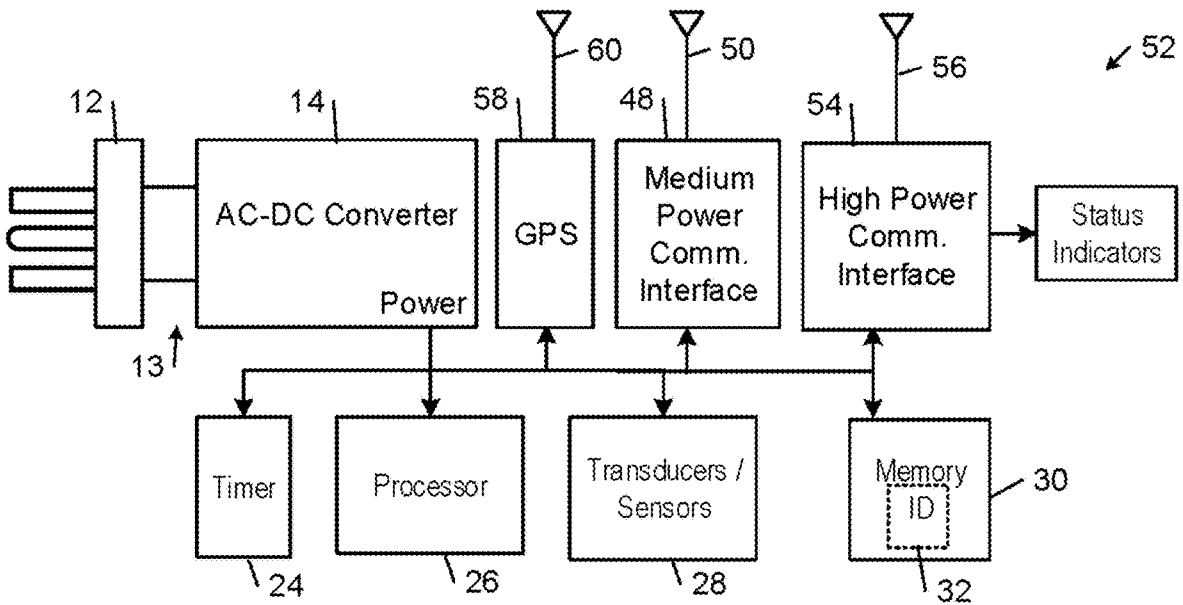 60
50
56
52
12
14
58
48
54
AC-DC Converter
Power
GPS
Medium
Power
Comm.
Interface
High Power
Comm.
Interface
Status
Indicators
13
Timer
Processor
Transducers /
Sensors
Memory
ID
30
24
26
28
32